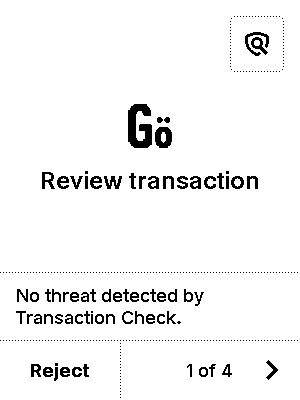 Gö
Review transaction
No threat detected by
Transaction Check.
Reject
1 of 4